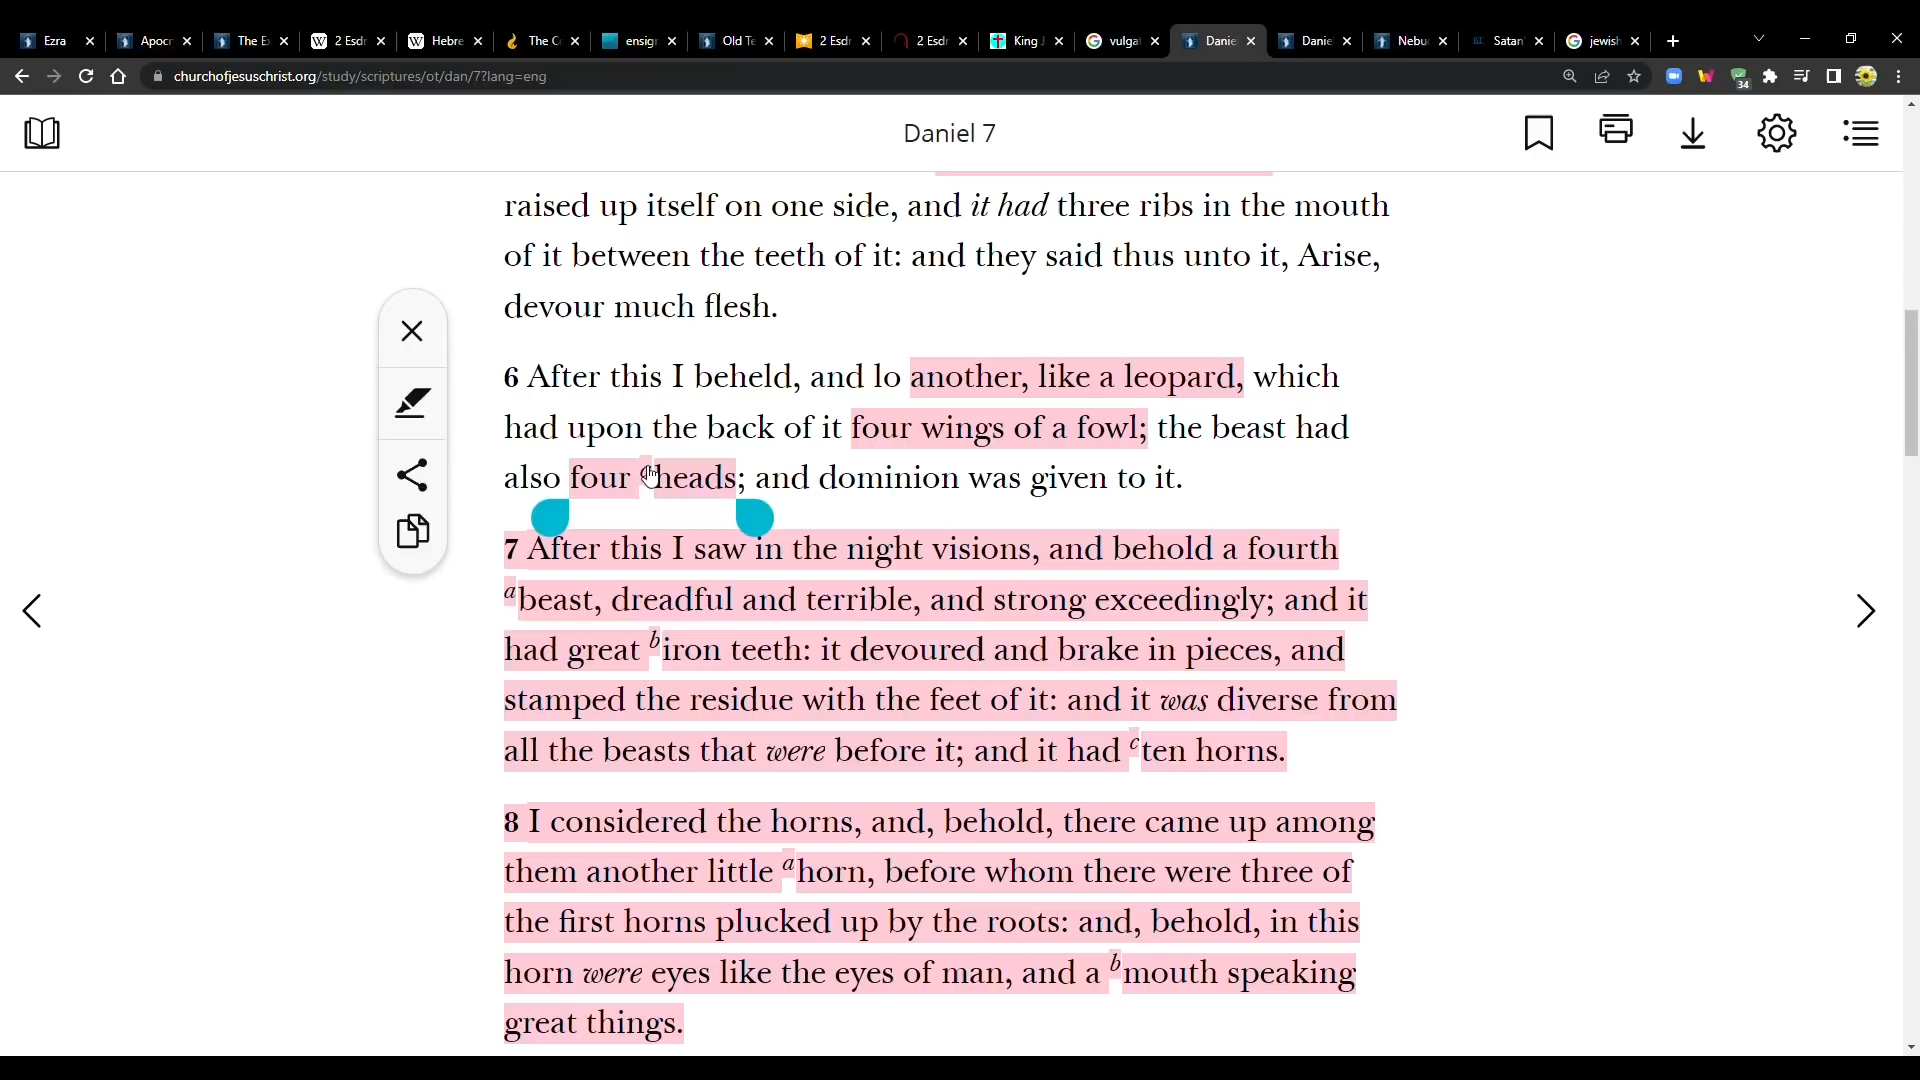 Ezra
Apocr
The E
2 Esdr
Hebre
The C
ensig
Old Te
2 Esdr
2 Esdr
King J
vulga
Danie
Danie
Nebu
Satan
jewish
churchofjesuschrist.org/study/scriptures/ot/dan/7?lang=eng
34
Daniel 7
raised up itself on one side, and it had three ribs in the mouth
of it between the teeth of it: and they said thus unto it, Arise,
devour much flesh.
6 After this I beheld, and lo another, like a leopard, which
had upon the back of it four wings of a fowl; the beast had
also four heads; and dominion was given to it.
7 After this I saw in the night visions, and behold a fourth
a beast, dreadful and terrible, and strong exceedingly; and it
had great b iron teeth: it devoured and brake in pieces, and
stamped the residue with the feet of it: and it was diverse from
all the beasts that were before it; and it had c ten horns.
8 I considered the horns, and, behold, there came up among
them another little a horn, before whom there were three of
the first horns plucked up by the roots: and, behold, in this
horn were eyes like the eyes of man, and a b mouth speaking
great things.